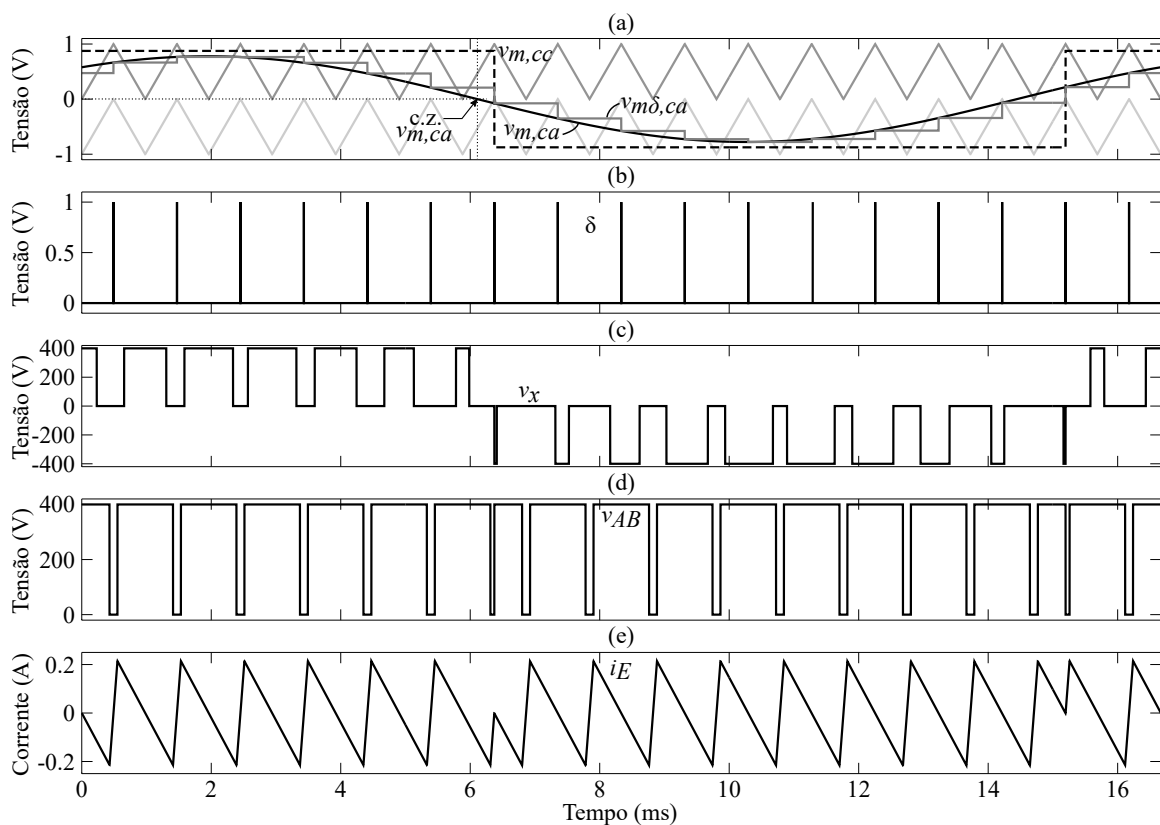 (a)
Tensão (V)
1
0
-1
v_{m,cc}
c.z.
v_{m,ca}
v_{m,ca}
v_{mδ,ca}
(b)
Tensão (V)
1
0.5
0
δ
(c)
Tensão (V)
400
200
0
-200
-400
v_x
(d)
Tensão (V)
400
200
0
v_{AB}
(e)
Corrente (A)
0.2
0
-0.2
i_E
0 2 4 6 8 10 12 14 16
Tempo (ms)